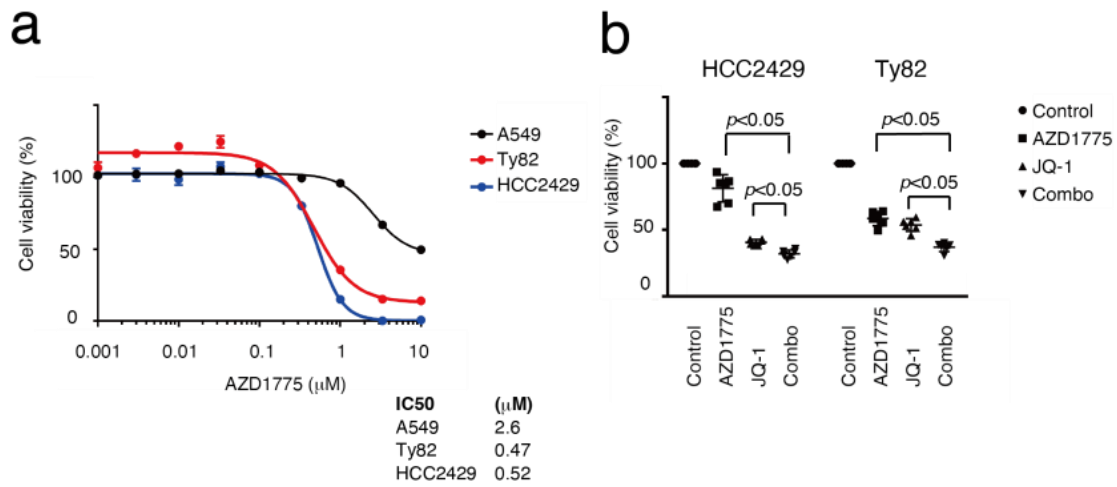 a
Cell viability (%)
100
50
0
0.001 0.01 0.1 1 10
AZD1775 (μM)
A549
Ty82
HCC2429
IC50 (μM)
A549 2.6
Ty82 0.47
HCC2429 0.52
b
HCC2429 Ty82
Cell viability (%)
100
50
0
p<0.05 p<0.05
p<0.05 p<0.05
Control AZD1775 JQ-1 Combo Control AZD1775 JQ-1 Combo
Control
AZD1775
JQ-1
Combo